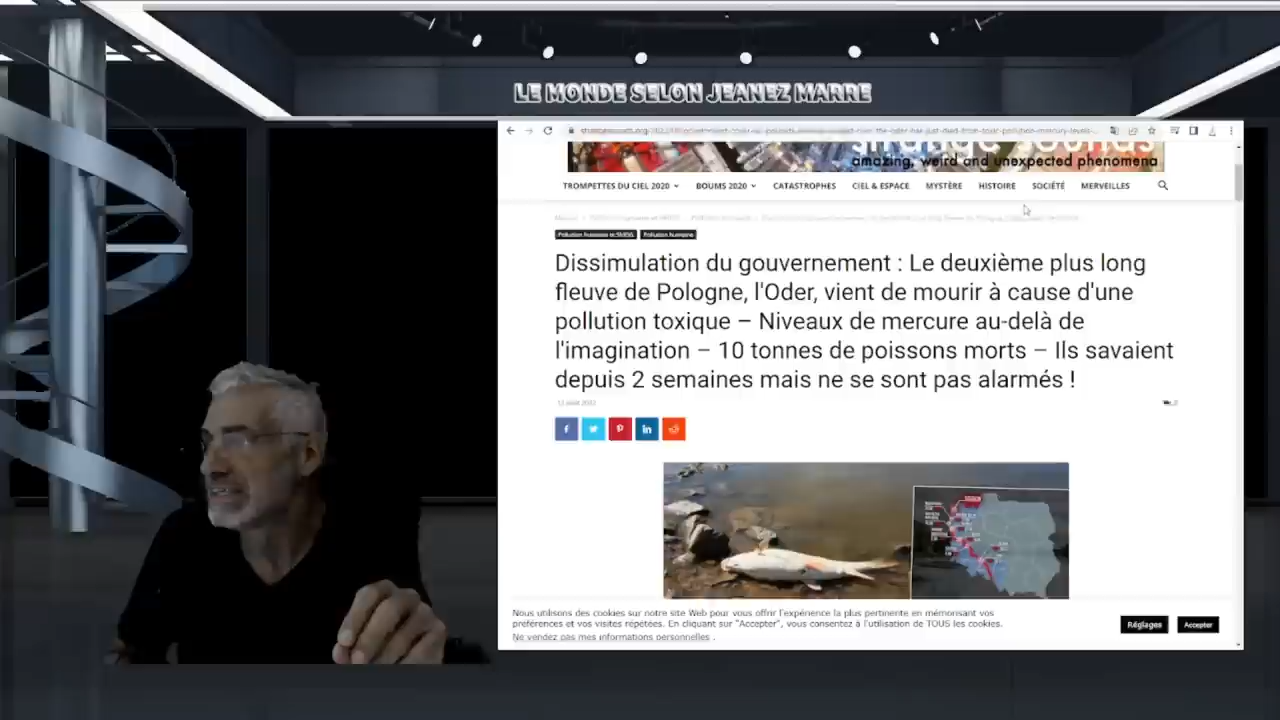 LE MONDE SELON JEANEZ MARRE
strange sounds
amazing, weird and unexpected phenomena
TROMPETTES DU CIEL 2020 BOUMS 2020 CATASTROPHES CIEL & ESPACE MYSTÈRE HISTOIRE SOCIÉTÉ MERVEILLES
Pollution humaine
Dissimulation du gouvernement : Le deuxième plus long
fleuve de Pologne, l'Oder, vient de mourir à cause d'une
pollution toxique – Niveaux de mercure au-delà de
l'imagination – 10 tonnes de poissons morts – Ils savaient
depuis 2 semaines mais ne se sont pas alarmés !
Nous utilisons des cookies sur notre site Web pour vous offrir l'expérience la plus pertinente en mémorisant vos
préférences et vos visites répétées. En cliquant sur "Accepter", vous consentez à l'utilisation de TOUS les cookies.
Ne vendez pas mes informations personnelles .
Réglages Accepter